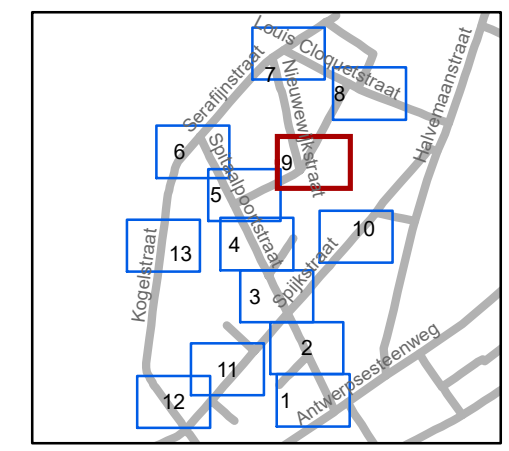 Louis Cloquetstraat
7
Serafijnstraat
Nieuwewijkstraat
8
Halvemaanstraat
6
Spitaalpoortstraat
9
5
4
10
13
Kogelstraat
Spijkstraat
3
2
Antwerpsesteenweg
11
12
1